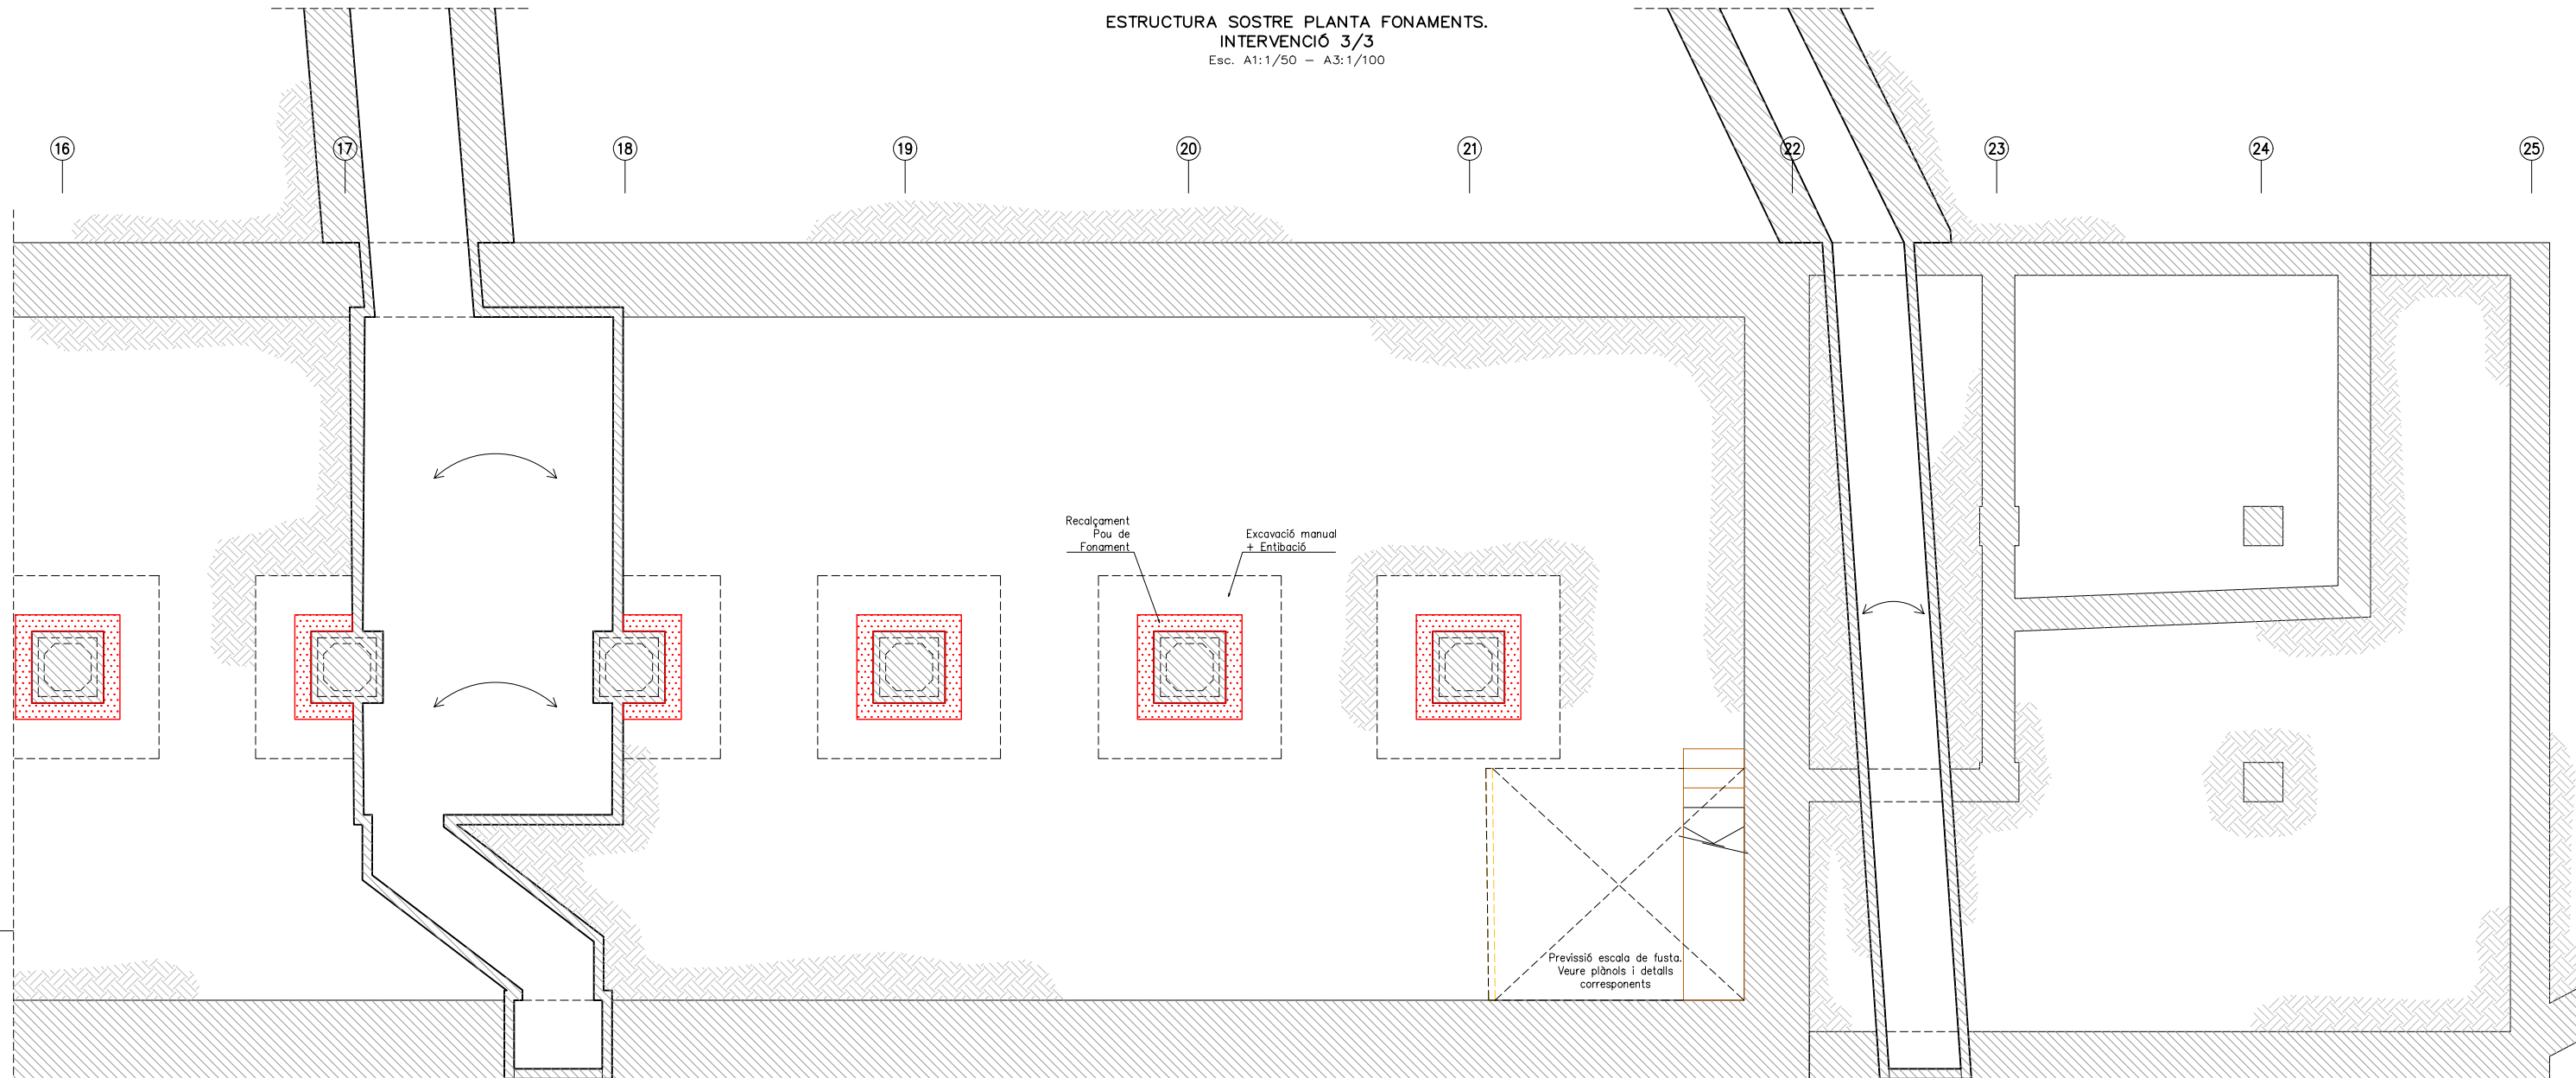 ESTRUCTURA SOSTRE PLANTA FONAMENTS.
INTERVENCIÓ 3/3
Esc. A1:1/50 – A3:1/100
16
17
18
19
20
21
22
23
24
25
Recalçament
Pou de
Fonament
Excavació manual
+ Entibació
Previssió escala de fusta.
Veure plànols i detalls
corresponents